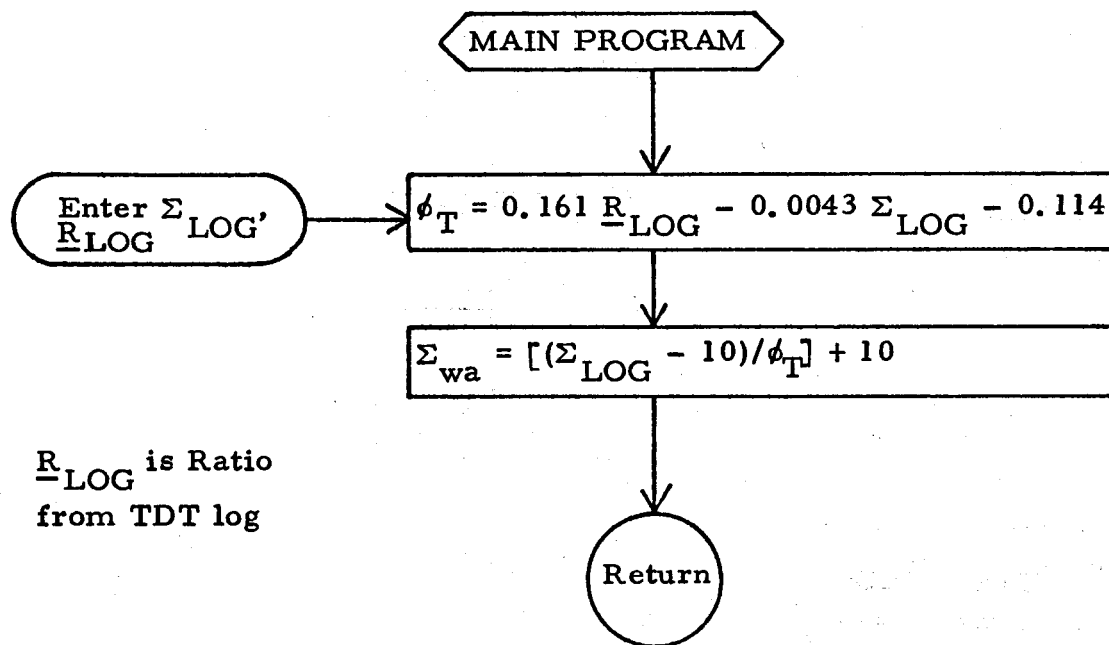 MAIN PROGRAM
Enter Σ_LOG,
R_LOG
ϕ_T = 0.161 R_LOG - 0.0043 Σ_LOG - 0.114
Σ_wa = [(Σ_LOG - 10)/ϕ_T] + 10
R_LOG is Ratio
from TDT log
Return